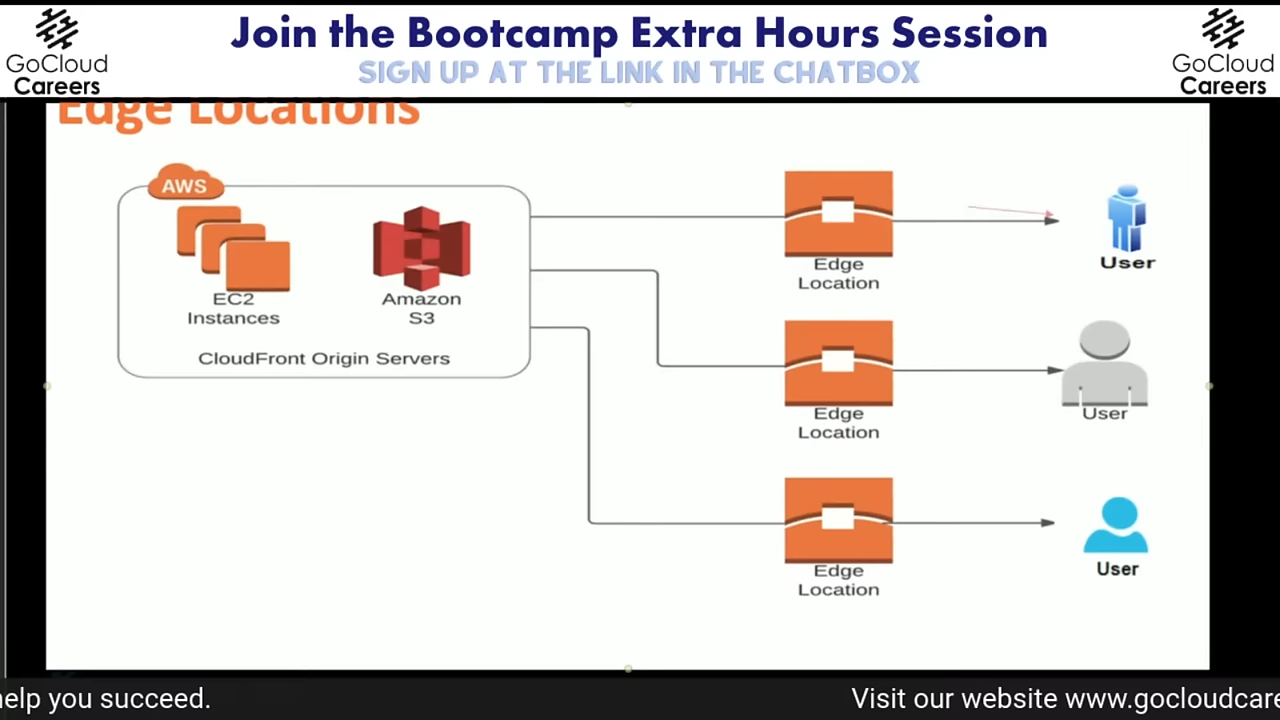 Join the Bootcamp Extra Hours Session
SIGN UP AT THE LINK IN THE CHATBOX
GoCloud
Careers
GoCloud
Careers
Edge Locations
AWS
EC2
Instances
Amazon
S3
CloudFront Origin Servers
Edge
Location
User
Edge
Location
User
Edge
Location
User
help you succeed.
Visit our website www.gocloudcare